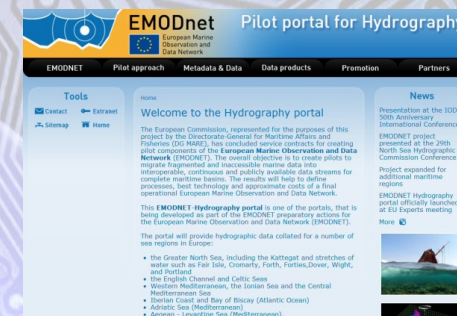 EMODnet
European Marine
Observation and
Data Network
Pilot portal for Hydrography
EMODNET Pilot approach Metadata & Data Data products Promotion Partners
Tools
Contact Extranet
Sitemap Home
Home
Welcome to the Hydrography portal
The European Commission, represented for the purposes of this
project by the Directorate-General for Maritime Affairs and
Fisheries (DG MARE), has concluded service contracts for creating
pilot components of the European Marine Observation and Data
Network (EMODNET). The overall objective is to create pilots to
migrate fragmented and inaccessible marine data into
interoperable, continuous and publicly available data streams for
complete maritime basins. The results will help to define
processes, best technology and approximate costs of a final
operational European Marine Observation and Data Network.
This EMODNET-Hydrography portal is one of the portals, that is
being developed as part of the EMODNET preparatory actions for
the European Marine Observation and Data Network (EMODNET).
The portal will provide hydrographic data collated for a number of
sea regions in Europe:
• the Greater North Sea, including the Kattegat and stretches of
water such as Fair Isle, Cromarty, Forth, Forties,Dover, Wight,
and Portland
• the English Channel and Celtic Seas
• Western Mediterranean, the Ionian Sea and the Central
Mediterranean Sea
• Iberian Coast and Bay of Biscay (Atlantic Ocean)
• Adriatic Sea (Mediterranean)
• Aegean - Levantine Sea (Mediterranean).
News
Presentation at the IODE
50th Anniversary
International Conference
EMODNET project
presented at the 29th
North Sea Hydrographic
Commission Conference
Project expanded for
additional maritime
regions
EMODNET Hydrography
portal officially launched
at EU Experts meeting
More